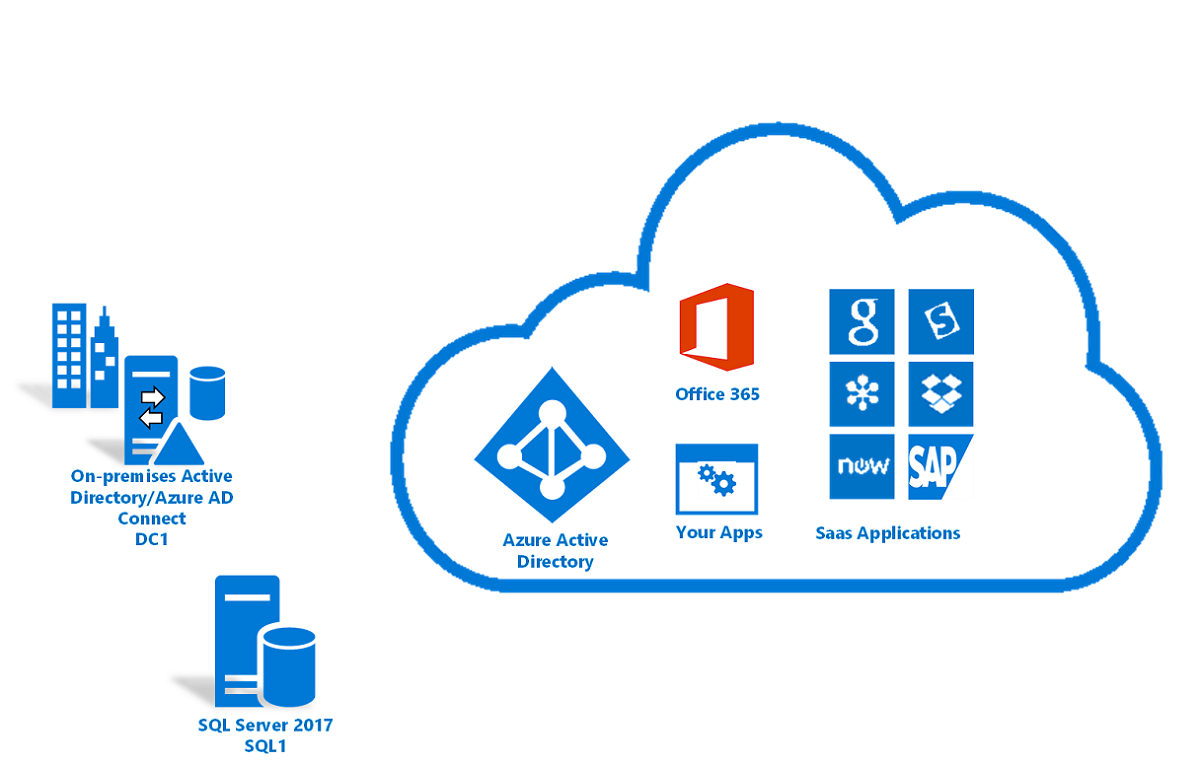 Office 365
g
S
now
SAP
On-premises Active
Directory/Azure AD
Connect
DC1
Azure Active
Directory
Your Apps
Saas Applications
SQL Server 2017
SQL1